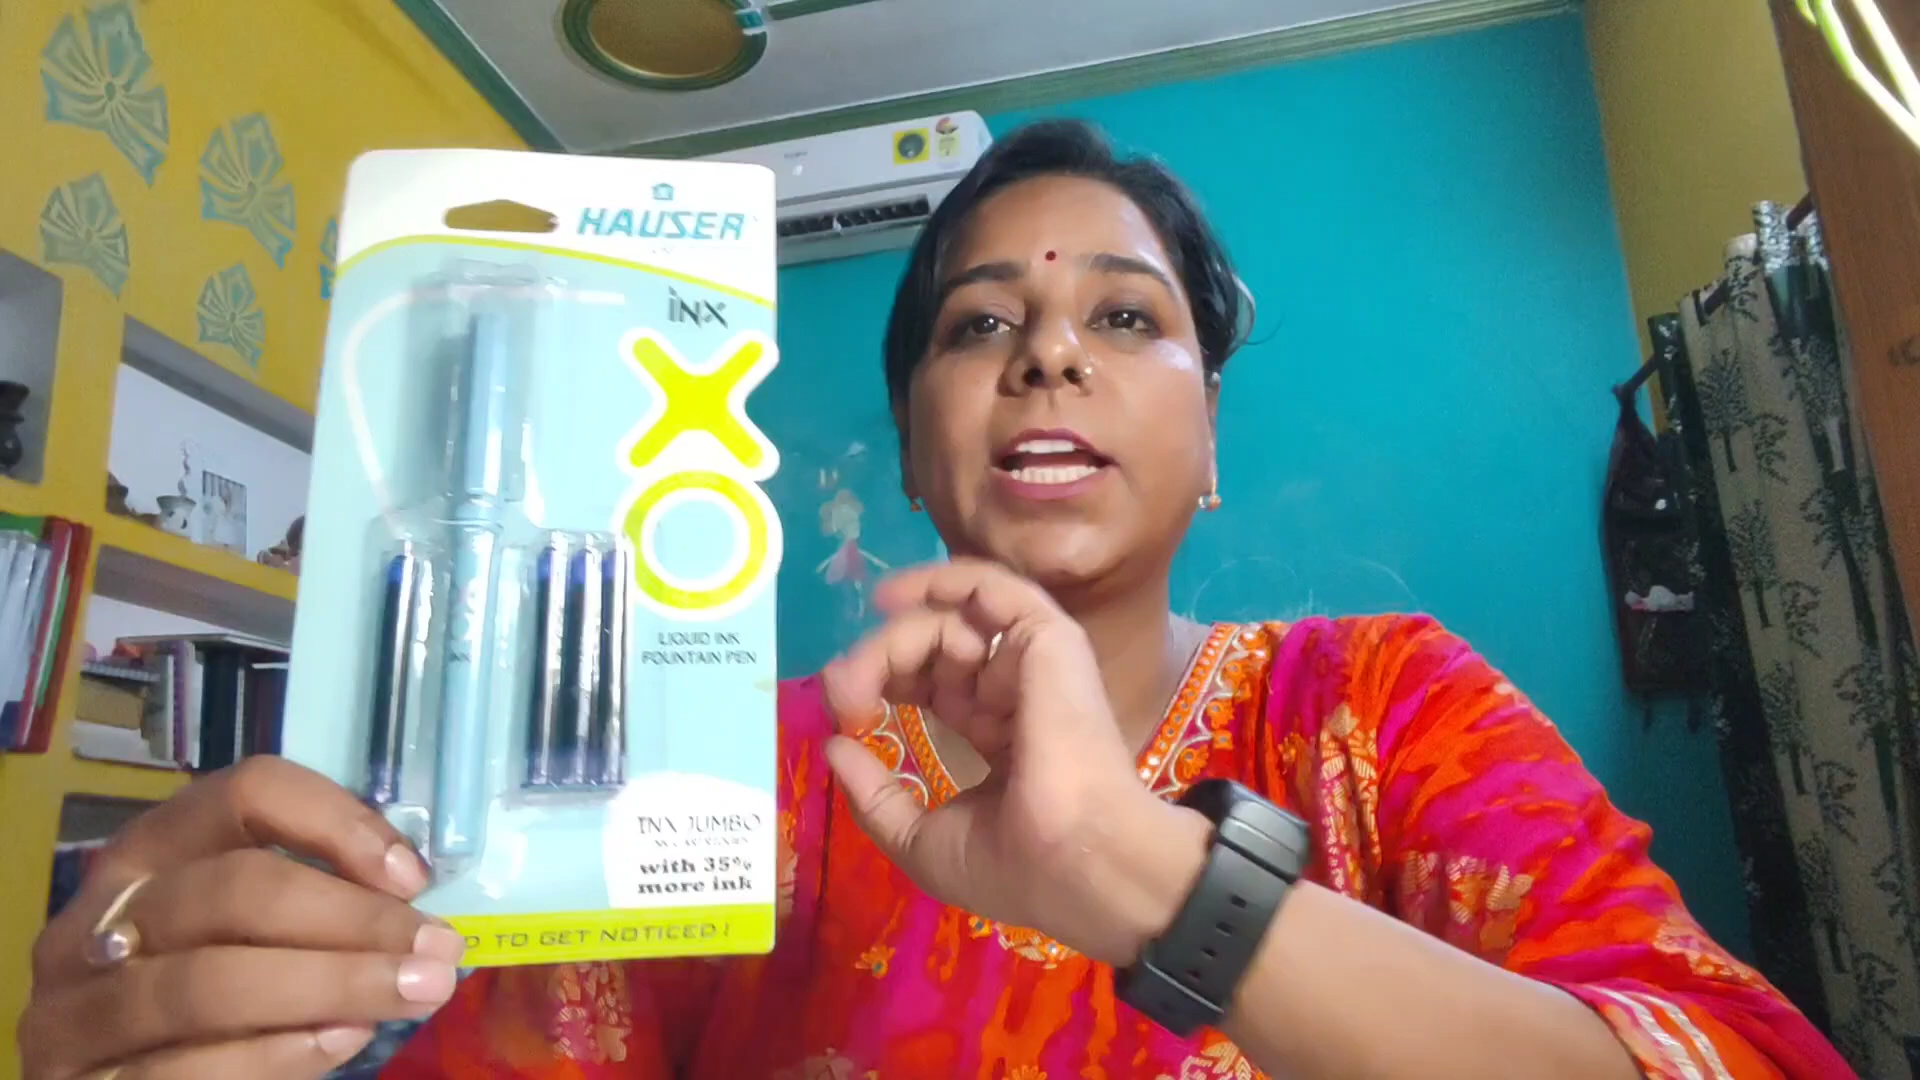 HAUSER
iNX
XO
LIQUID INK
FOUNTAIN PEN
INX JUMBO
with 35%
more ink
D TO GET NOTICED !